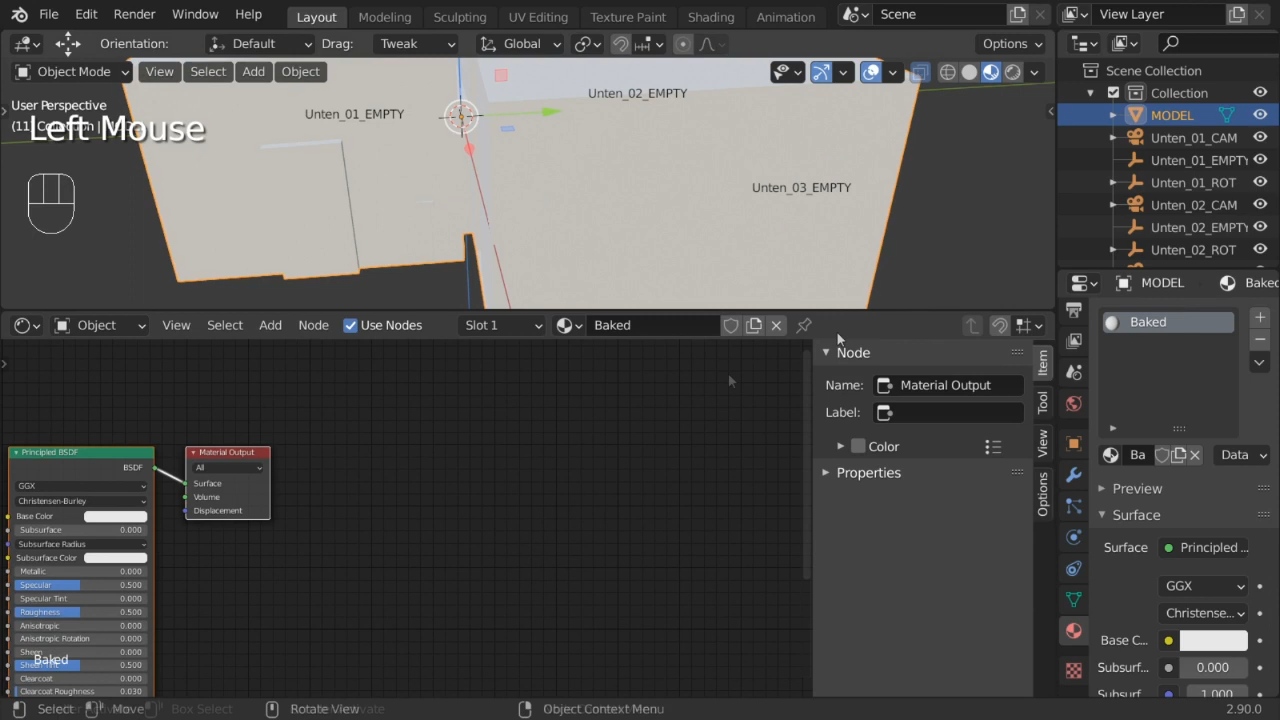 File Edit Render Window Help Layout Modeling Sculpting UV Editing Texture Paint Shading Animation Scene View Layer
Orientation: Default Drag: Tweak Global Options
Object Mode View Select Add Object
Scene Collection
Collection
MODEL
Unten_01_CAM
Unten_01_EMPTY
Unten_01_ROT
Unten_02_CAM
Unten_02_EMPTY
Unten_02_ROT
User Perspective
Left Mouse
Unten_01_EMPTY
Unten_02_EMPTY
Unten_03_EMPTY
Object View Select Add Node Use Nodes Slot 1 Baked
Node
Name: Material Output
Label:
Color
Properties
Item
Tool
View
Options
Principled BSDF
BSDF
GGX
Christensen-Burley
Base Color
Subsurface 0.000
Subsurface Radius
Subsurface Color
Metallic 0.000
Specular 0.500
Specular Tint 0.000
Roughness 0.500
Anisotropic 0.000
Anisotropic Rotation 0.000
Sheen 0.000
Sheen Tint 0.500
Clearcoat 0.000
Clearcoat Roughness 0.030
Baked
Material Output
All
Surface
Volume
Displacement
MODEL Baked
Baked
Ba Data
Preview
Surface
Surface Principled ...
GGX
Christense...
Base C...
Subsurf... 0.000
Subsurf 1.000
Move Box Select Rotate View Object Context Menu 2.90.0